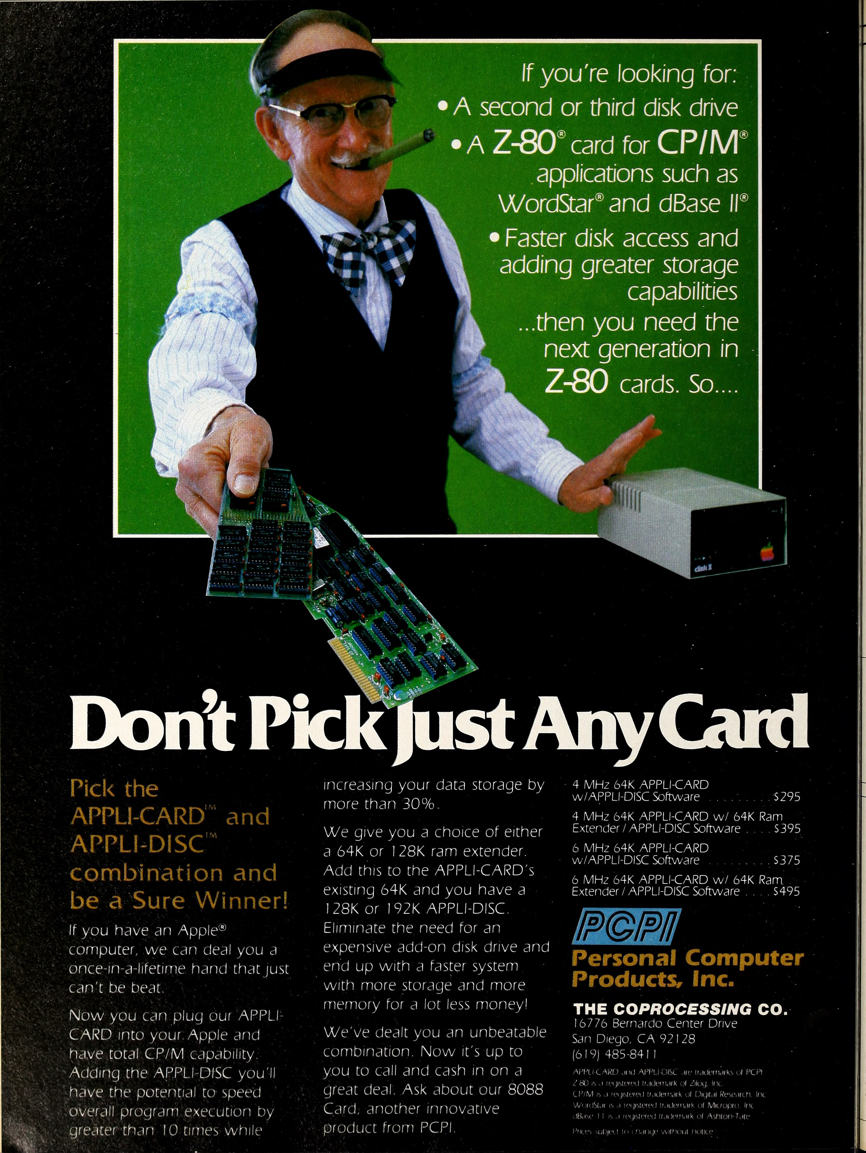 If you're looking for:
• A second or third disk drive
• A Z-80® card for CP/M®
applications such as
WordStar® and dBase II®
• Faster disk access and
adding greater storage
capabilities
...then you need the
next generation in
Z-80 cards. So....
disk II
Don't Pick Just Any Card
Pick the
APPLI-CARD™ and
APPLI-DISC™
combination and
be a Sure Winner!
If you have an Apple®
computer, we can deal you a
once-in-a-lifetime hand that just
can't be beat.
Now you can plug our APPLI-
CARD into your Apple and
have total CP/M capability.
Adding the APPLI-DISC you'll
have the potential to speed
overall program execution by
greater than 10 times while
increasing your data storage by
more than 30%.
We give you a choice of either
a 64K or 128K ram extender.
Add this to the APPLI-CARD's
existing 64K and you have a
128K or 192K APPLI-DISC.
Eliminate the need for an
expensive add-on disk drive and
end up with a faster system
with more storage and more
memory for a lot less money!
We've dealt you an unbeatable
combination. Now it's up to
you to call and cash in on a
great deal. Ask about our 8088
Card, another innovative
product from PCPI.
4 MHz 64K APPLI-CARD
w/APPLI-DISC Software ......... $295
4 MHz 64K APPLI-CARD w/ 64K Ram
Extender / APPLI-DISC Software .... $395
6 MHz 64K APPLI-CARD
w/APPLI-DISC Software ......... $375
6 MHz 64K APPLI-CARD w/ 64K Ram
Extender / APPLI-DISC Software .... $495
PCPI
Personal Computer
Products, Inc.
THE COPROCESSING CO.
16776 Bernardo Center Drive
San Diego, CA 92128
(619) 485-8411
APPLI-CARD and APPLI-DISC are trademarks of PCPI
Z-80 is a registered trademark of Zilog, Inc.
CP/M is a registered trademark of Digital Research, Inc.
WordStar is a registered trademark of Micropro, Inc.
dBase 11 is a registered trademark of Ashton-Tate
Prices subject to change without notice.